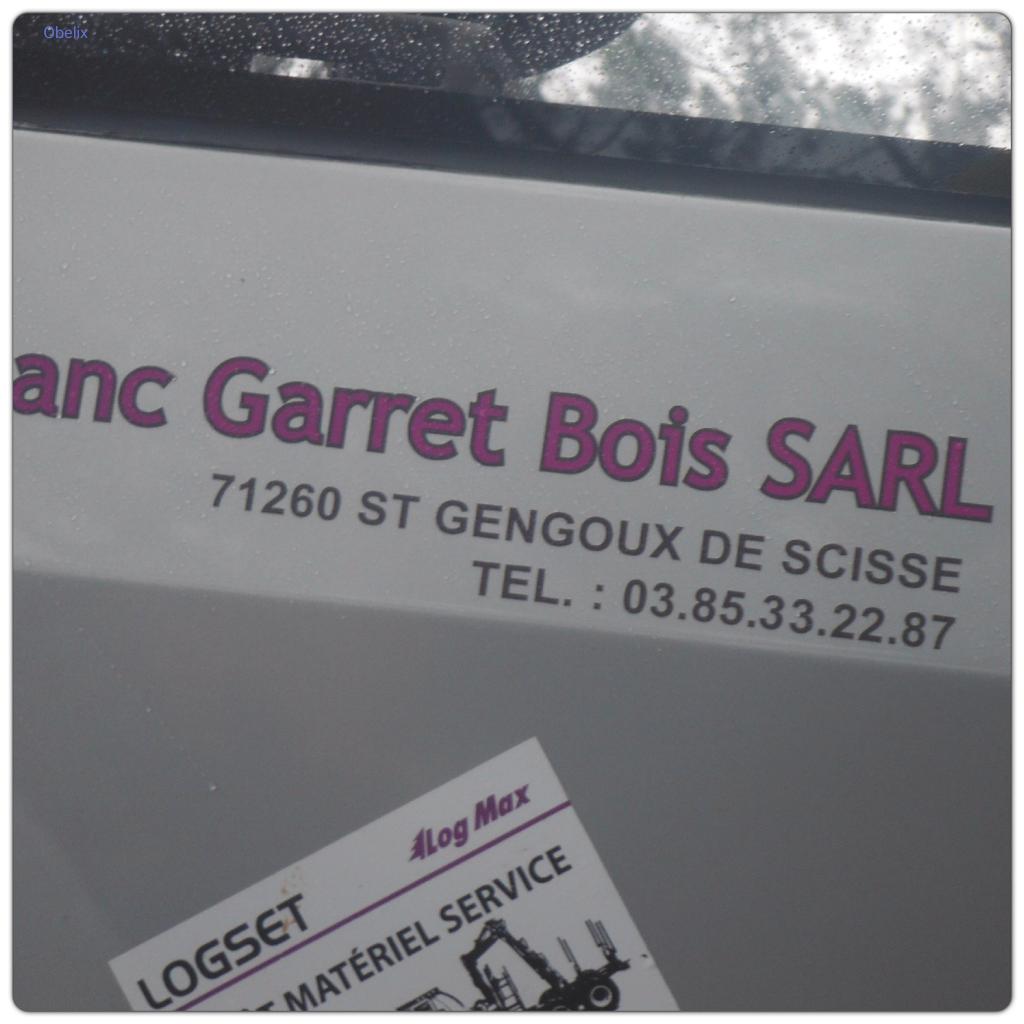 Obelix
anc Garret Bois SARL
71260 ST GENGOUX DE SCISSE
TEL. : 03.85.33.22.87
Log Max
LOGSET
T MATÉRIEL SERVICE